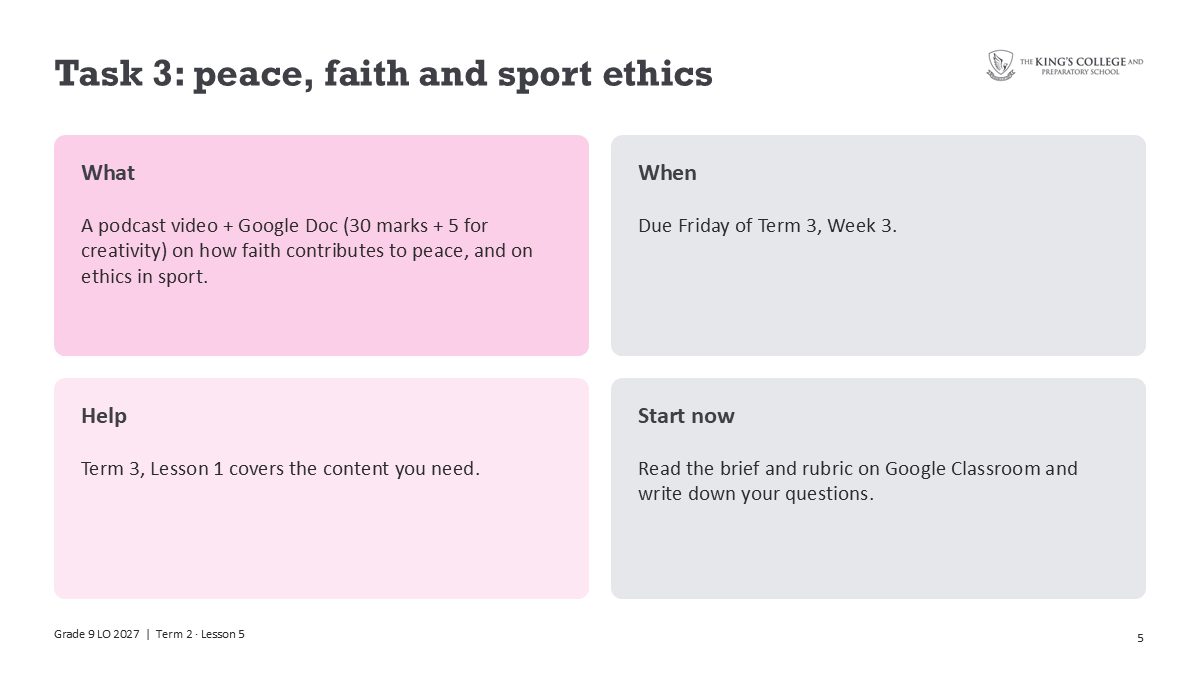 Task 3: peace, faith and sport ethics
THE KING'S COLLEGE AND
PREPARATORY SCHOOL
What
A podcast video + Google Doc (30 marks + 5 for
creativity) on how faith contributes to peace, and on
ethics in sport.
When
Due Friday of Term 3, Week 3.
Help
Term 3, Lesson 1 covers the content you need.
Start now
Read the brief and rubric on Google Classroom and
write down your questions.
Grade 9 LO 2027 | Term 2 · Lesson 5
5